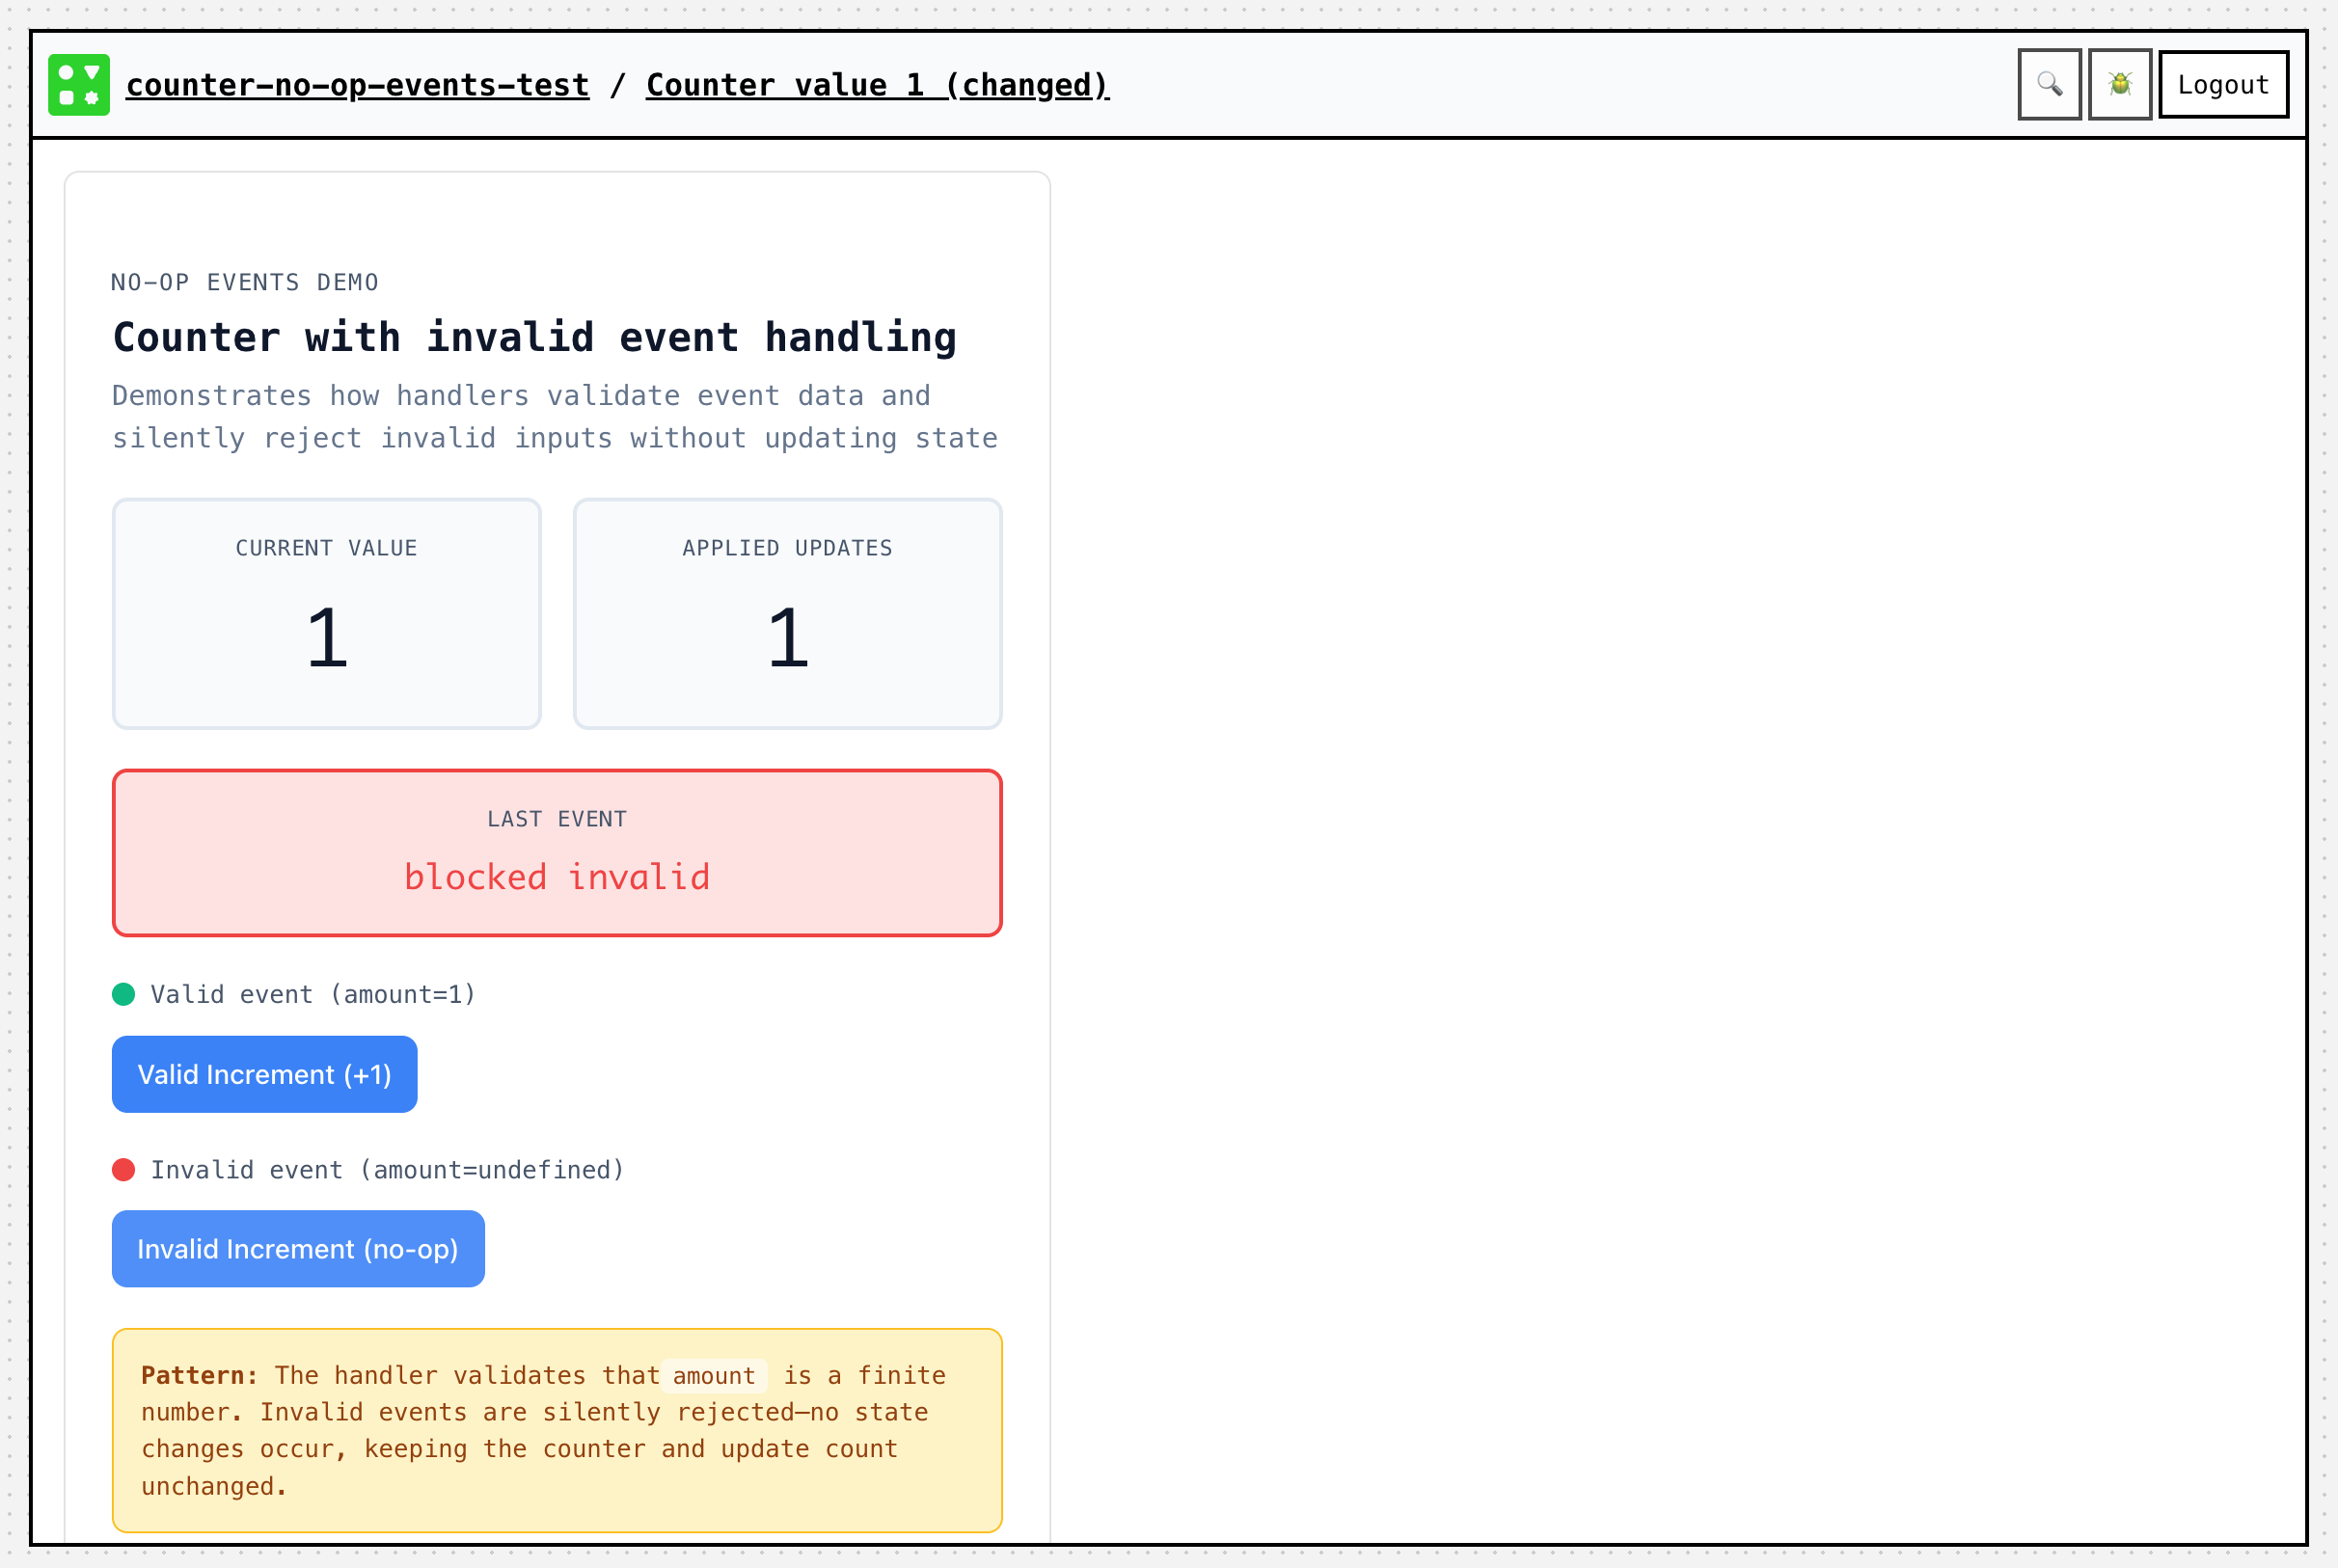 counter-no-op-events-test / Counter value 1 (changed)
Logout
NO-OP EVENTS DEMO
Counter with invalid event handling
Demonstrates how handlers validate event data and
silently reject invalid inputs without updating state
CURRENT VALUE
1
APPLIED UPDATES
1
LAST EVENT
blocked invalid
Valid event (amount=1)
Valid Increment (+1)
Invalid event (amount=undefined)
Invalid Increment (no-op)
Pattern: The handler validates that amount is a finite
number. Invalid events are silently rejected—no state
changes occur, keeping the counter and update count
unchanged.